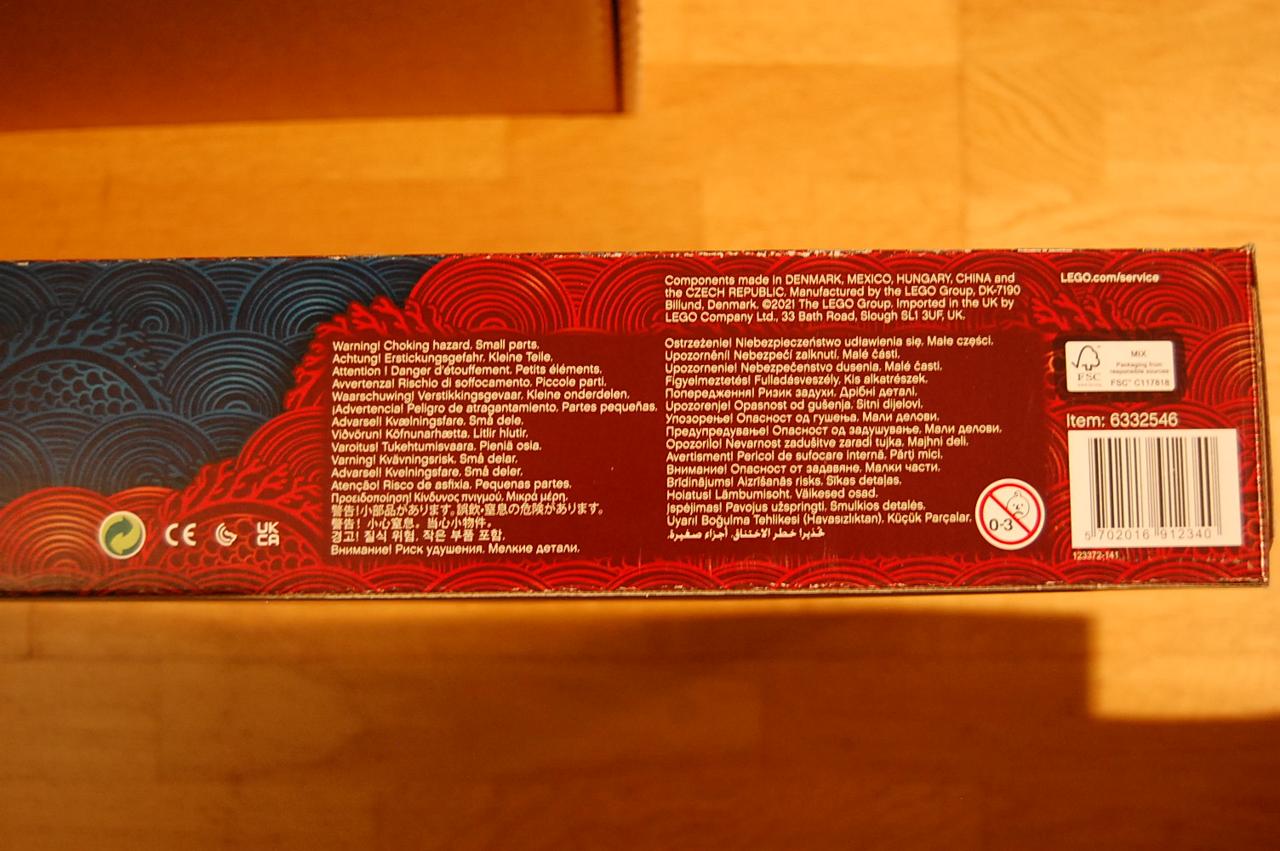 Components made in DENMARK, MEXICO, HUNGARY, CHINA and
the CZECH REPUBLIC. Manufactured by the LEGO Group, DK-7190
Billund, Denmark. ©2021 The LEGO Group. Imported in the UK by
LEGO Company Ltd., 33 Bath Road, Slough SL1 3UF, UK.
LEGO.com/service
Warning! Choking hazard. Small parts.
Achtung! Erstickungsgefahr. Kleine Teile.
Attention ! Danger d'étouffement. Petits éléments.
Avvertenza! Rischio di soffocamento. Piccole parti.
Waarschuwing! Verstikkingsgevaar. Kleine onderdelen.
¡Advertencia! Peligro de atragantamiento. Partes pequeñas.
Advarsel! Kvælningsfare. Små dele.
Viðvörun! Köfnunarhætta. Litlir hlutir.
Varoitus! Tukehtumisvaara. Pieniä osia.
Varning! Kvävningsrisk. Små delar.
Advarsel! Kvelningsfare. Små deler.
Atenção! Risco de asfixia. Pequenas partes.
Προειδοποίηση! Κίνδυνος πνιγμού. Μικρά μέρη.
警告!小部品があります。誤飲・窒息の危険があります。
警告! 小心窒息。当心小物件。
경고! 질식 위험. 작은 부품 포함.
Внимание! Риск удушения. Мелкие детали.
Ostrzeżenie! Niebezpieczeństwo udławienia się. Małe części.
Upozornění! Nebezpečí zalknutí. Malé části.
Upozornenie! Nebezpečenstvo dusenia. Malé časti.
Figyelmeztetés! Fulladásveszély. Kis alkatrészek.
Попередження! Ризик задухи. Дрібні деталі.
Upozorenje! Opasnost od gušenja. Sitni dijelovi.
Упозорење! Опасност од гушења. Мали делови.
Предупредување! Опасност од задушување. Мали делови.
Opozorilo! Nevarnost zadušitve zaradi tujka. Majhni deli.
Avertisment! Pericol de sufocare internă. Părţi mici.
Внимание! Опасност от задавяне. Малки части.
Brīdinājums! Aizrīšanās risks. Sīkas detaļas.
Hoiatus! Lämbumisoht. Väikesed osad.
Įspėjimas! Pavojus užspringti. Smulkios detalės.
Uyarı! Boğulma Tehlikesi (Havasızlıktan). Küçük Parçalar.
تحذير! خطر الاختناق. أجزاء صغيرة.
CE
UK
CA
0-3
FSC
MIX
Packaging from
responsible sources
FSC™ C117818
Item: 6332546
5 702016 912340
123372-141